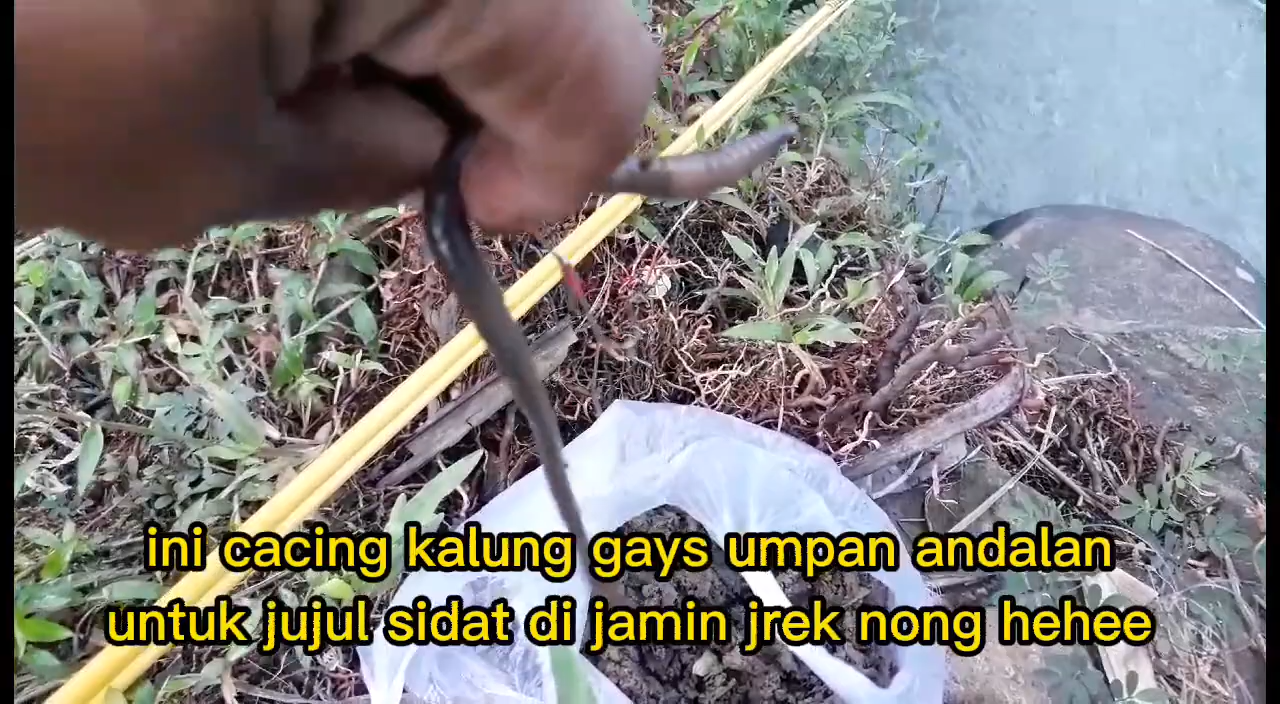 ini cacing kalung gays umpan andalan
untuk jujul sidat di jamin jrek nong hehee